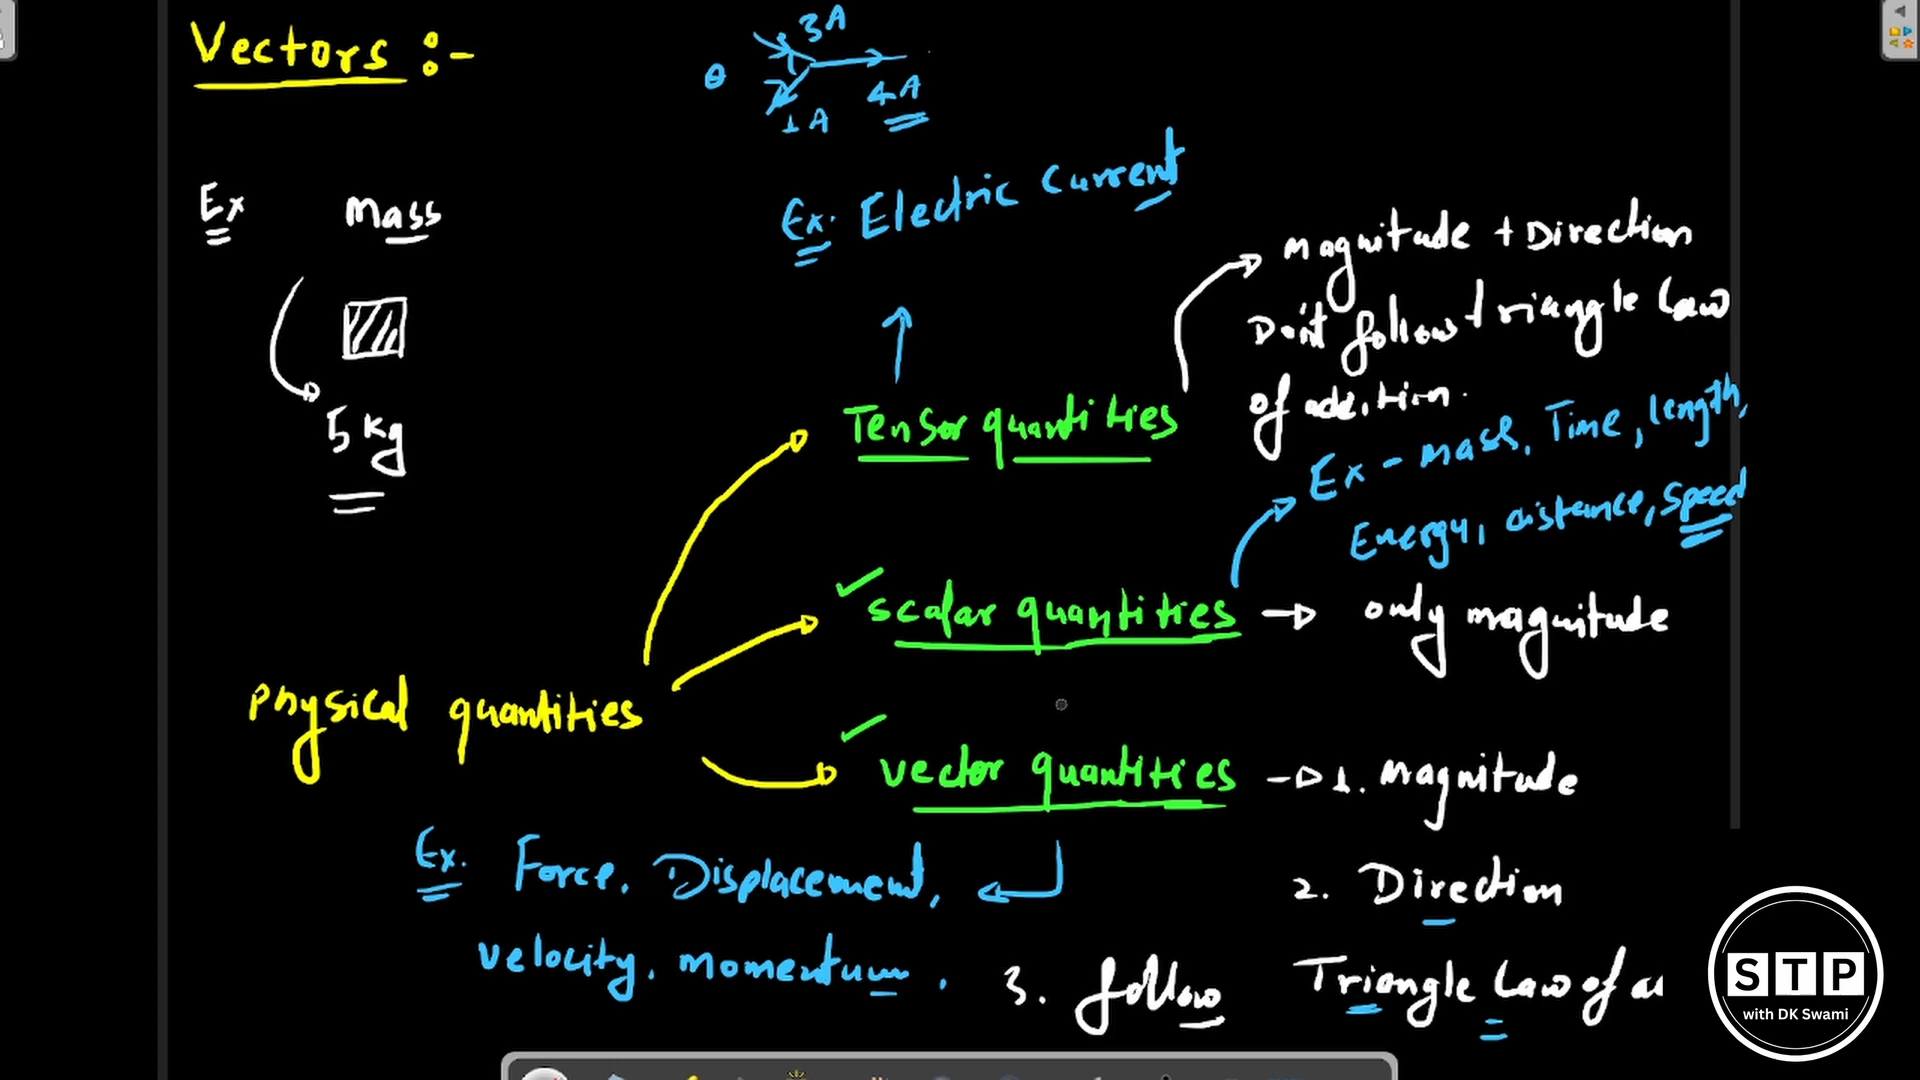 Vectors :-
3A
θ
1A
4A
Ex
Mass
Ex. Electric Current
Magnitude + Direction
Don't follow triangle law
of addition.
5 kg
Tensor quantities
Ex - mass, Time, length,
Energy, distance, speed
scalar quantities → only magnitude
physical quantities
vector quantities → 1. Magnitude
Ex. Force, Displacement,
2. Direction
velocity, momentum.
3. follow Triangle Law of
STP
with DK Swami